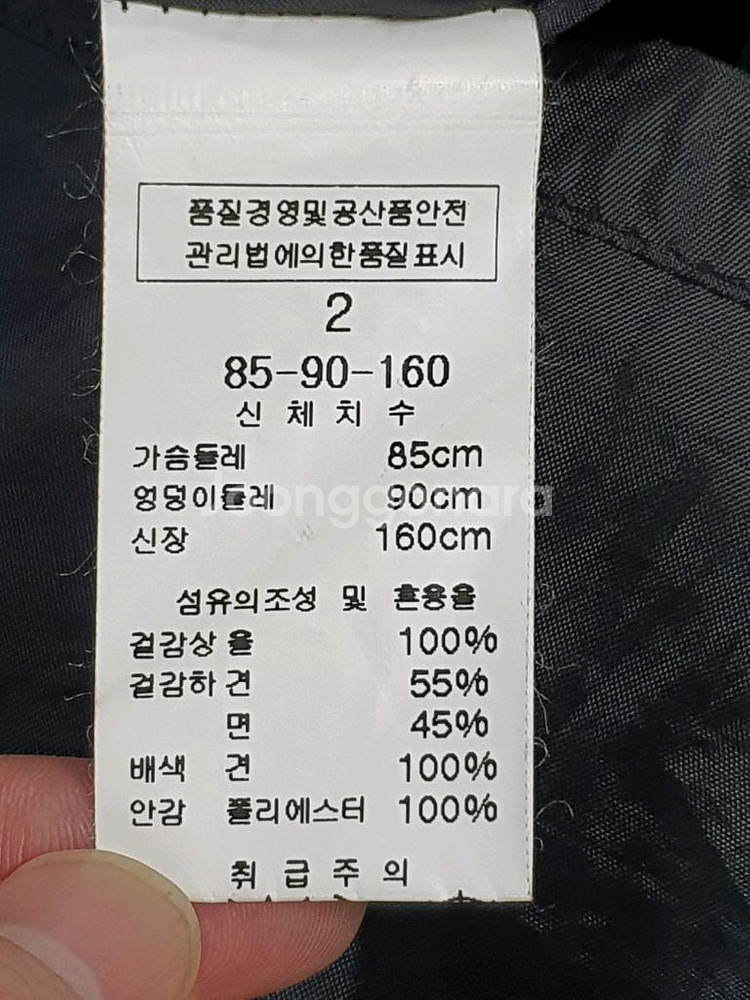 품질경영및공산품안전
관리법에의한품질표시
2
85-90-160
신 체 치 수
가슴둘레 85cm
엉덩이둘레 90cm
신장 160cm
섬유의조성 및 혼용율
겉감상 울 100%
겉감하 견 55%
면 45%
배색 견 100%
안감 폴리에스터 100%
취 급 주 의